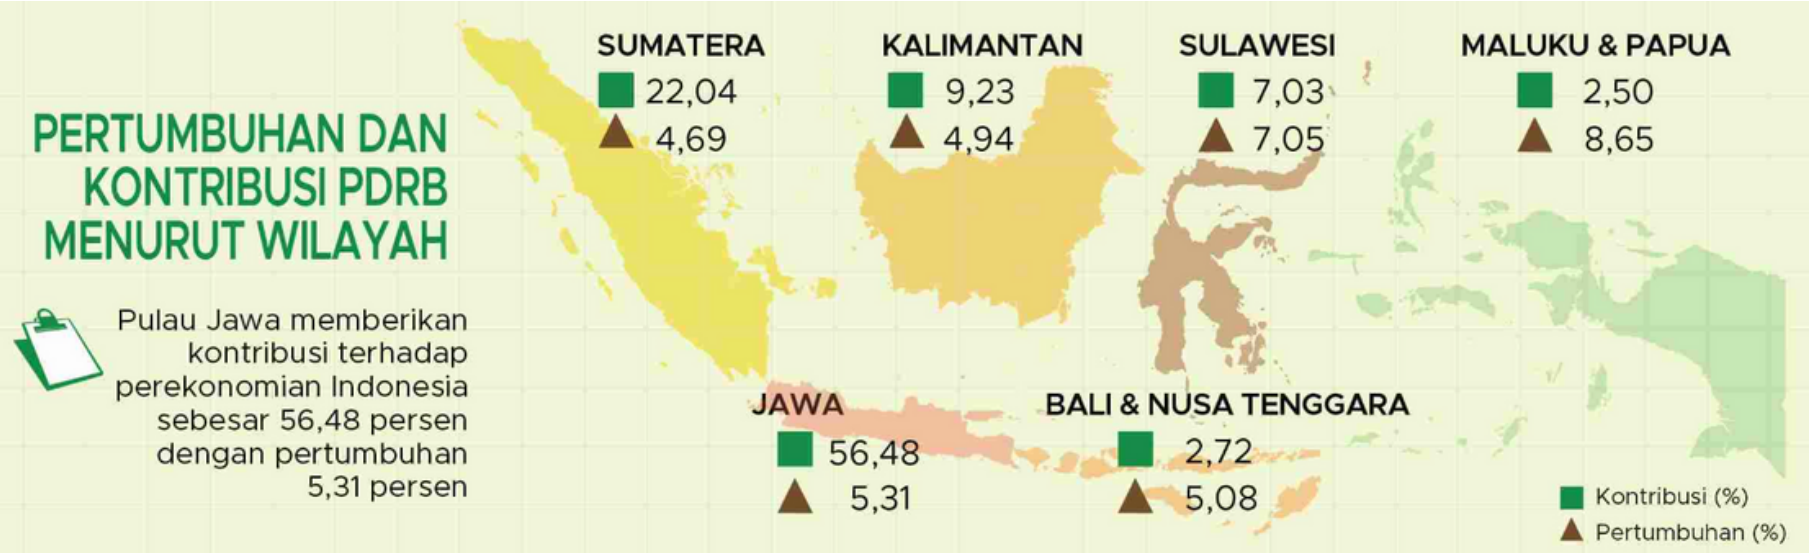 PERTUMBUHAN DAN
KONTRIBUSI PDRB
MENURUT WILAYAH
Pulau Jawa memberikan
kontribusi terhadap
perekonomian Indonesia
sebesar 56,48 persen
dengan pertumbuhan
5,31 persen
SUMATERA
22,04
4,69
KALIMANTAN
9,23
4,94
SULAWESI
7,03
7,05
MALUKU & PAPUA
2,50
8,65
JAWA
56,48
5,31
BALI & NUSA TENGGARA
2,72
5,08
Kontribusi (%)
Pertumbuhan (%)